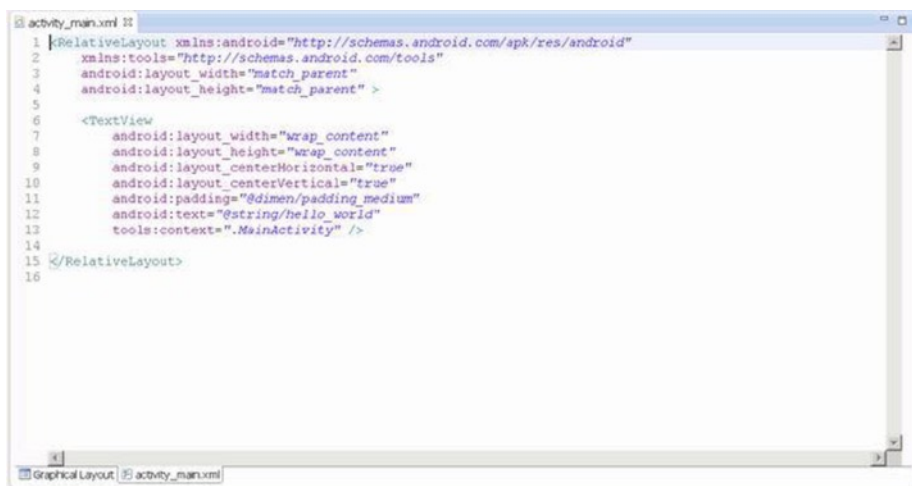 activity_main.xml
1 <RelativeLayout xmlns:android="http://schemas.android.com/apk/res/android"
2 xmlns:tools="http://schemas.android.com/tools"
3 android:layout_width="match_parent"
4 android:layout_height="match_parent" >
5
6 <TextView
7 android:layout_width="wrap_content"
8 android:layout_height="wrap_content"
9 android:layout_centerHorizontal="true"
10 android:layout_centerVertical="true"
11 android:padding="@dimen/padding_medium"
12 android:text="@string/hello_world"
13 tools:context=".MainActivity" />
14
15 </RelativeLayout>
16
Graphical Layout activity_main.xml